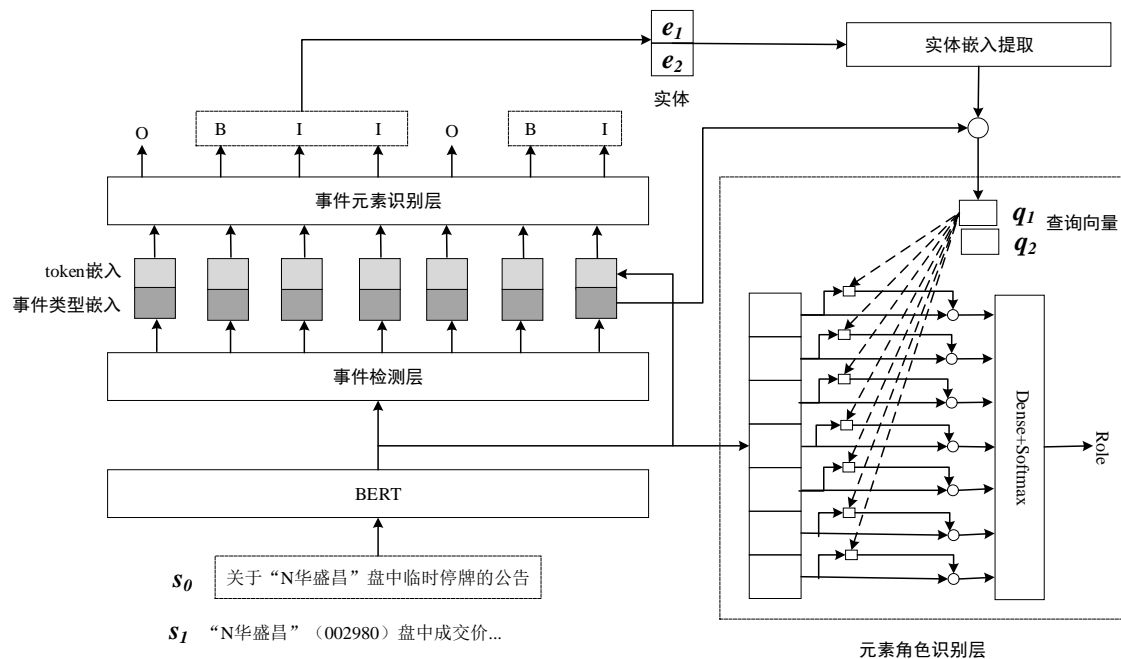 e1
e2
实体嵌入提取
实体
O
B
I
I
O
B
I
事件元素识别层
q1
查询向量
q2
token嵌入
事件类型嵌入
事件检测层
Dense+Softmax
Role
BERT
s0
关于“N华盛昌”盘中临时停牌的公告
s1 “N华盛昌”（002980）盘中成交价...
元素角色识别层